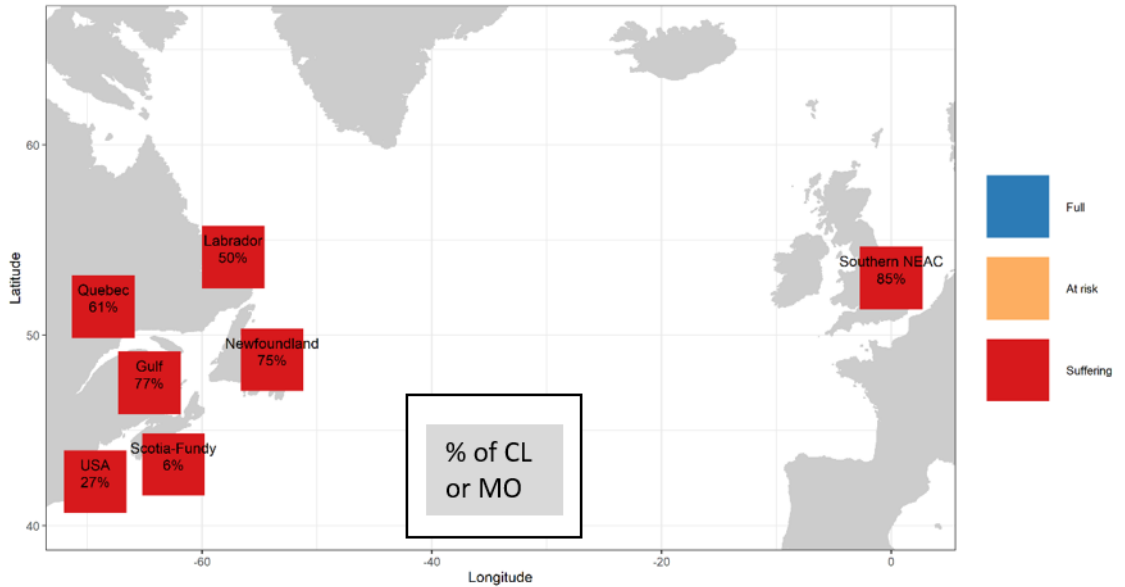 60
50
40
Latitude
Labrador
50%
Quebec
61%
Newfoundland
75%
Gulf
77%
Scotia-Fundy
6%
USA
27%
Southern NEAC
85%
% of CL
or MO
-60
-40
-20
0
Longitude
Full
At risk
Suffering